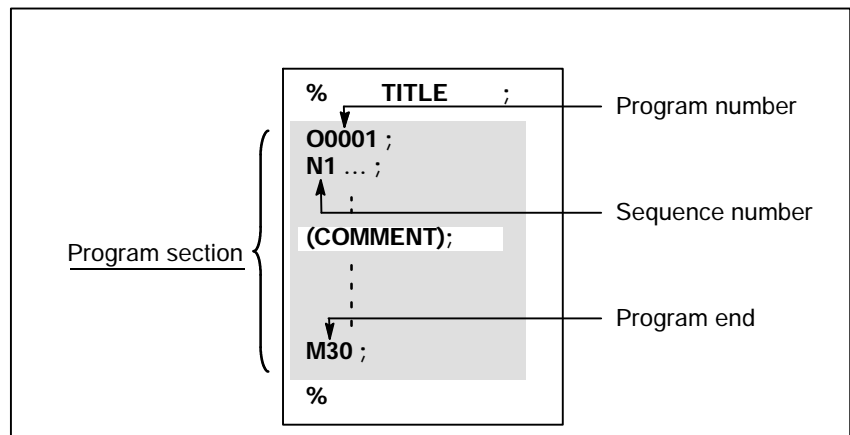 % TITLE ;
Program number
O0001 ;
N1 ... ;
Sequence number
(COMMENT);
Program section
Program end
M30 ;
%